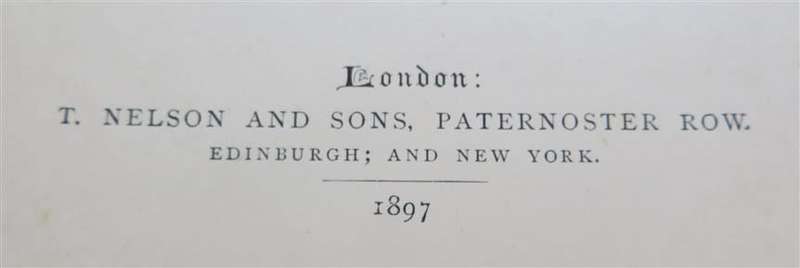 London:
T. NELSON AND SONS, PATERNOSTER ROW.
EDINBURGH; AND NEW YORK.
1897